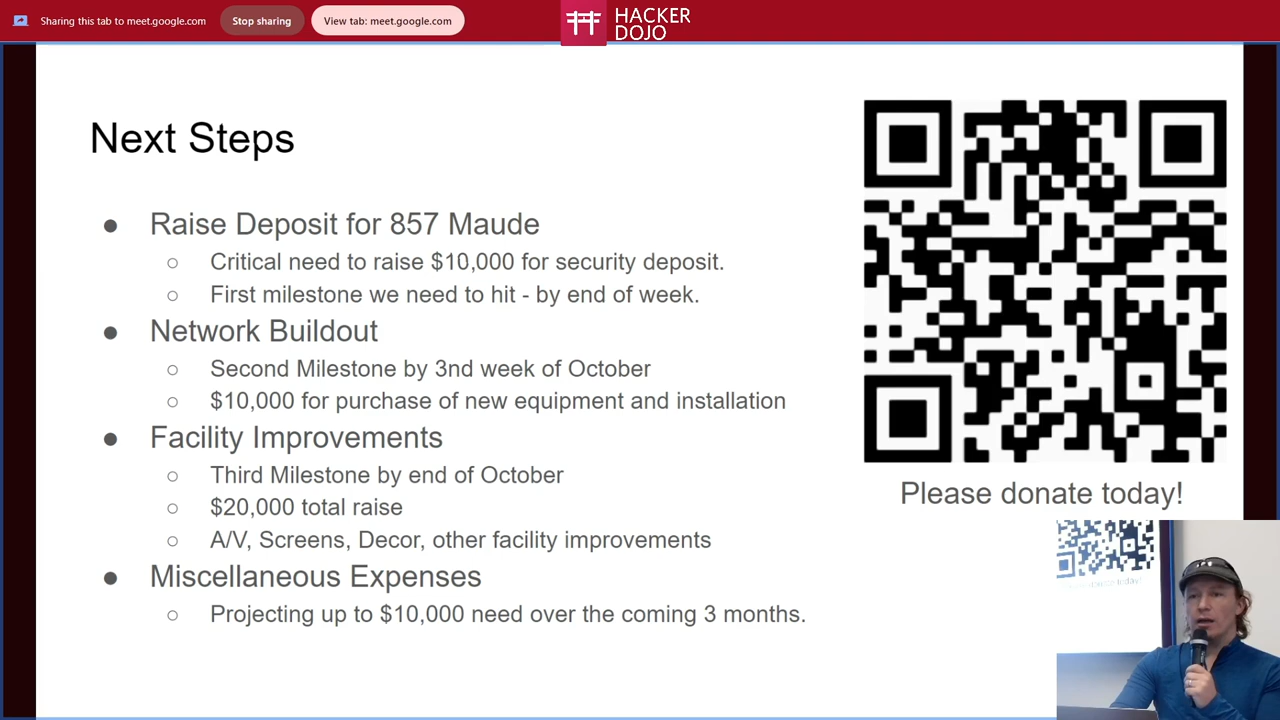 Sharing this tab to meet.google.com
Stop sharing
View tab: meet.google.com
HACKER
DOJO
Next Steps
Raise Deposit for 857 Maude
Critical need to raise $10,000 for security deposit.
First milestone we need to hit - by end of week.
Network Buildout
Second Milestone by 3nd week of October
$10,000 for purchase of new equipment and installation
Facility Improvements
Third Milestone by end of October
$20,000 total raise
A/V, Screens, Decor, other facility improvements
Miscellaneous Expenses
Projecting up to $10,000 need over the coming 3 months.
Please donate today!